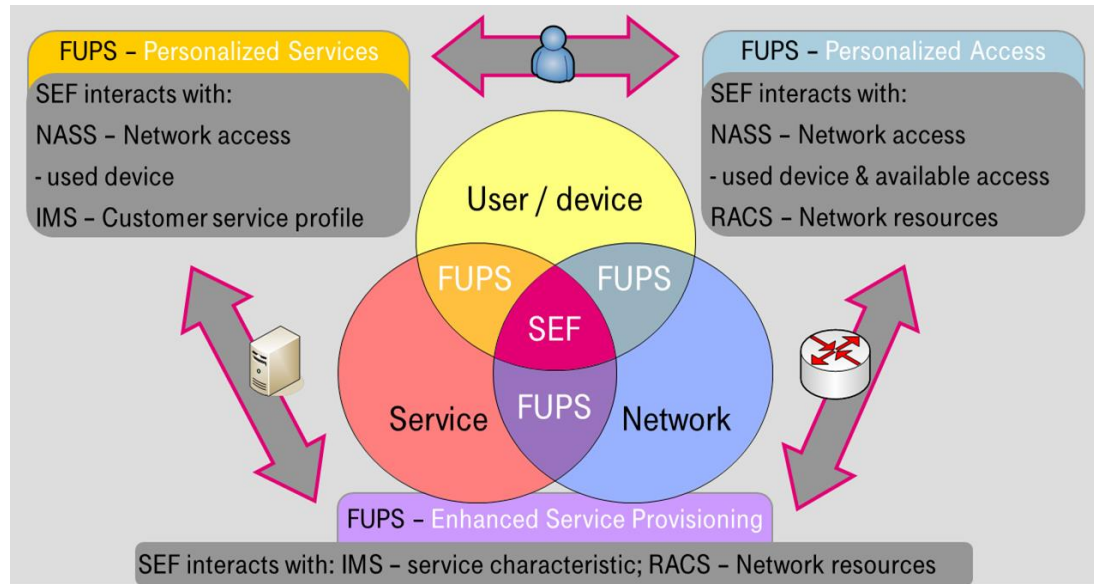 FUPS – Personalized Services
SEF interacts with:
NASS – Network access
- used device
IMS – Customer service profile
FUPS – Personalized Access
SEF interacts with:
NASS – Network access
- used device & available access
RACS – Network resources
User / device
FUPS
FUPS
SEF
Service
FUPS
Network
FUPS – Enhanced Service Provisioning
SEF interacts with: IMS – service characteristic; RACS – Network resources